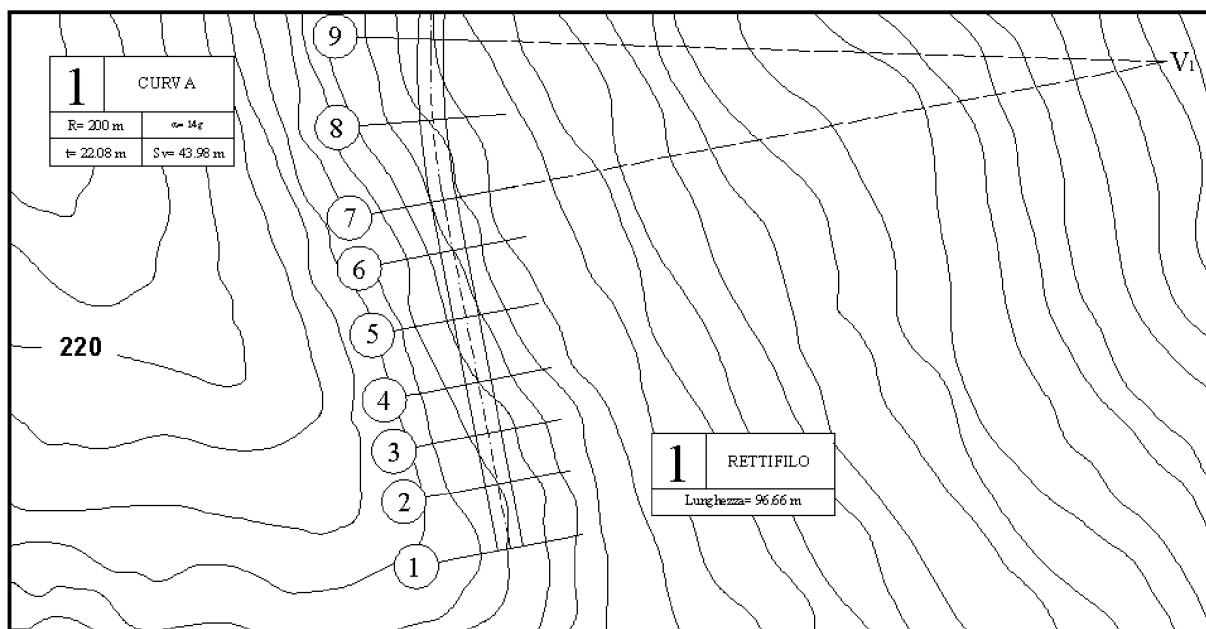 9
V1
1 CURVA
R= 200 m α= 14g
t= 22.08 m Sv= 43.98 m
8
7
6
5
220
4
3
1 RETTIFILO
Lunghezza= 96.66 m
2
1